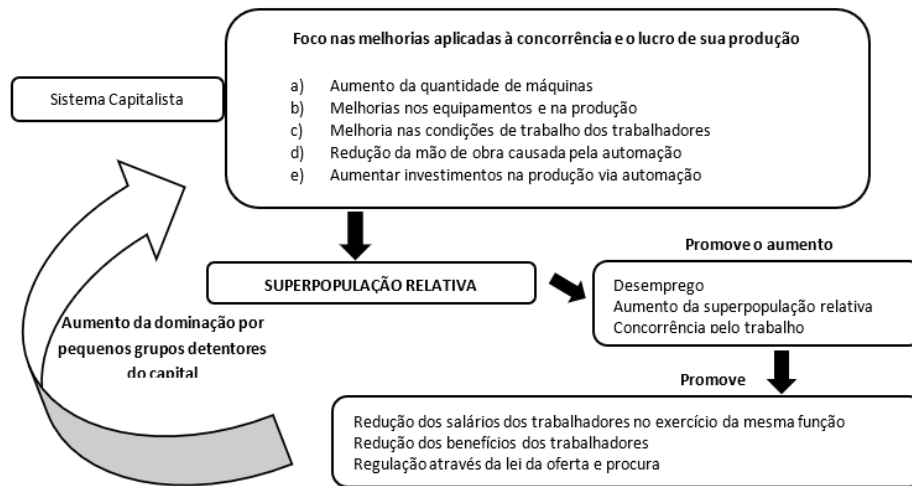 Foco nas melhorias aplicadas à concorrência e o lucro de sua produção
Sistema Capitalista
a) Aumento da quantidade de máquinas
b) Melhorias nos equipamentos e na produção
c) Melhoria nas condições de trabalho dos trabalhadores
d) Redução da mão de obra causada pela automação
e) Aumentar investimentos na produção via automação
SUPERPOPULAÇÃO RELATIVA
Promove o aumento
Desemprego
Aumento da superpopulação relativa
Concorrência pelo trabalho
Aumento da dominação por
pequenos grupos detentores
do capital
Promove
Redução dos salários dos trabalhadores no exercício da mesma função
Redução dos benefícios dos trabalhadores
Regulação através da lei da oferta e procura